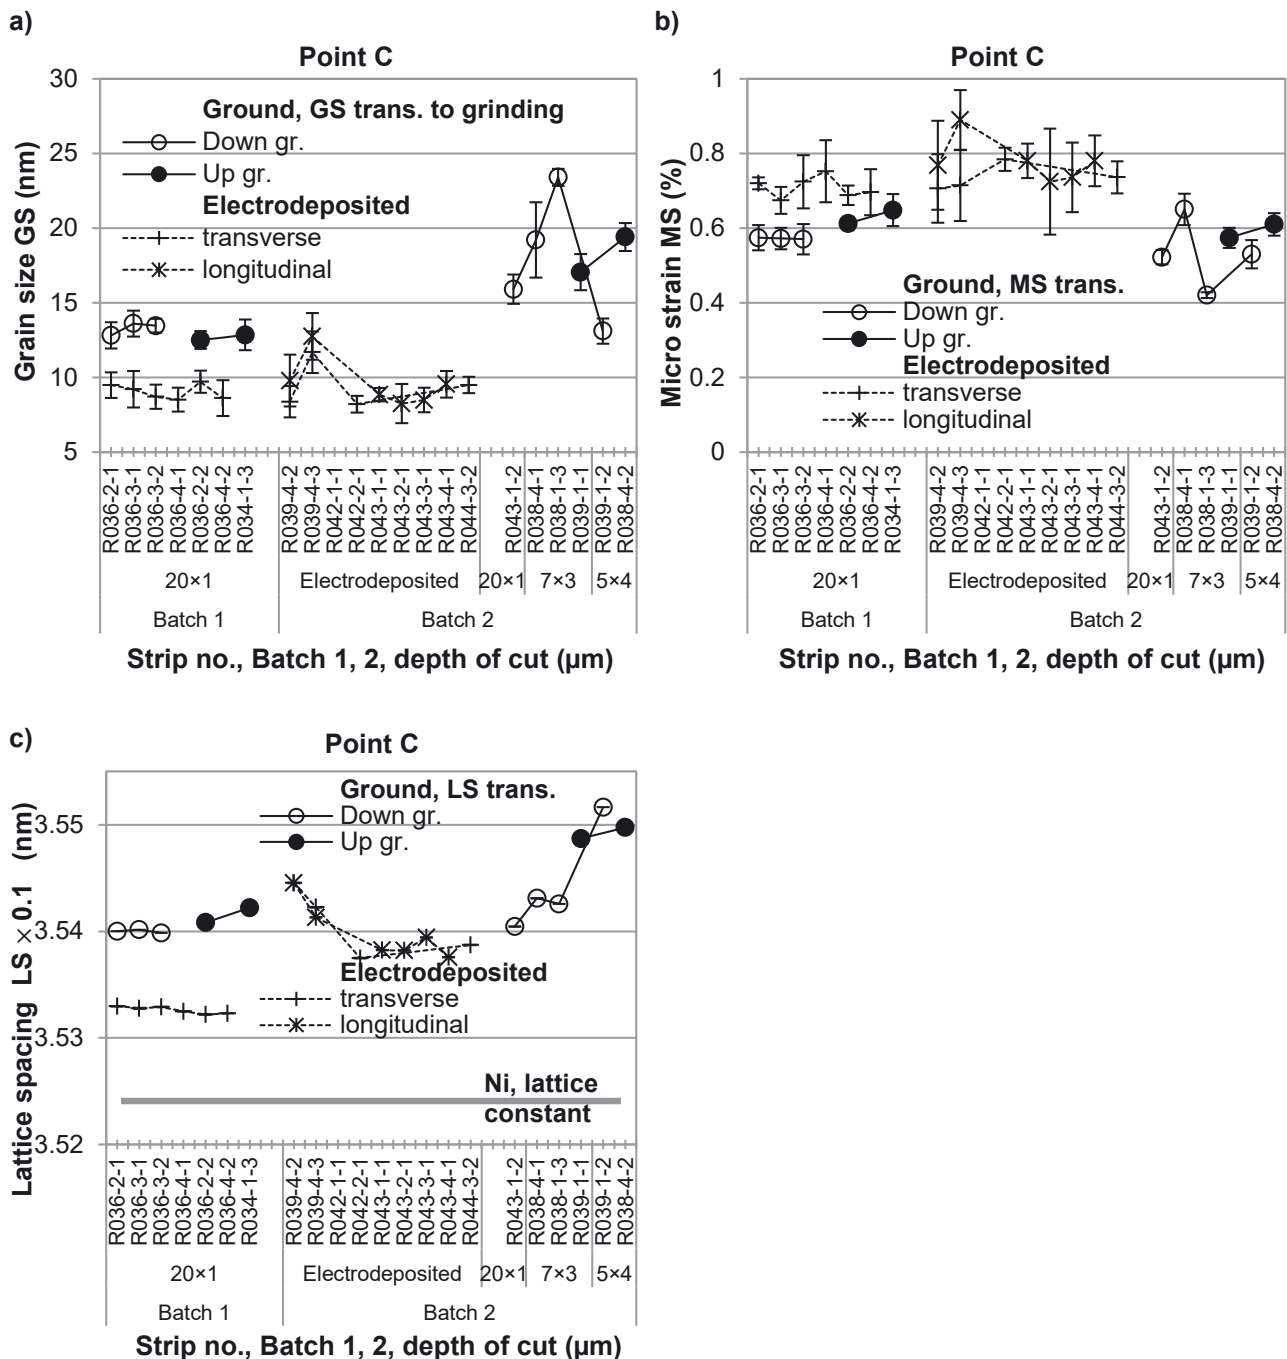 a)
Point C
Grain size GS (nm)
30
25
20
15
10
5
Ground, GS trans. to grinding
Down gr.
Up gr.
Electrodeposited
transverse
longitudinal
R036-2-1
R036-3-1
R036-3-2
R036-4-1
R036-2-2
R036-4-2
R034-1-3
R039-4-2
R039-4-3
R042-1-1
R042-2-1
R043-1-1
R043-2-1
R043-3-1
R043-4-1
R044-3-2
R043-1-2
R038-4-1
R038-1-3
R039-1-1
R039-1-2
R038-4-2
20×1
Electrodeposited
20×1
7×3
5×4
Batch 1
Batch 2
Strip no., Batch 1, 2, depth of cut (µm)
b)
Point C
Micro strain MS (%)
1
0.8
0.6
0.4
0.2
0
Ground, MS trans.
Down gr.
Up gr.
Electrodeposited
transverse
longitudinal
R036-2-1
R036-3-1
R036-3-2
R036-4-1
R036-2-2
R036-4-2
R034-1-3
R039-4-2
R039-4-3
R042-1-1
R042-2-1
R043-1-1
R043-2-1
R043-3-1
R043-4-1
R044-3-2
R043-1-2
R038-4-1
R038-1-3
R039-1-1
R039-1-2
R038-4-2
20×1
Electrodeposited
20×1
7×3
5×4
Batch 1
Batch 2
Strip no., Batch 1, 2, depth of cut (µm)
c)
Point C
Lattice spacing LS × 0.1 (nm)
3.55
3.54
3.53
3.52
Ground, LS trans.
Down gr.
Up gr.
Electrodeposited
transverse
longitudinal
Ni, lattice
constant
R036-2-1
R036-3-1
R036-3-2
R036-4-1
R036-2-2
R036-4-2
R034-1-3
R039-4-2
R039-4-3
R042-1-1
R042-2-1
R043-1-1
R043-2-1
R043-3-1
R043-4-1
R044-3-2
R043-1-2
R038-4-1
R038-1-3
R039-1-1
R039-1-2
R038-4-2
20×1
Electrodeposited
20×1
7×3
5×4
Batch 1
Batch 2
Strip no., Batch 1, 2, depth of cut (µm)